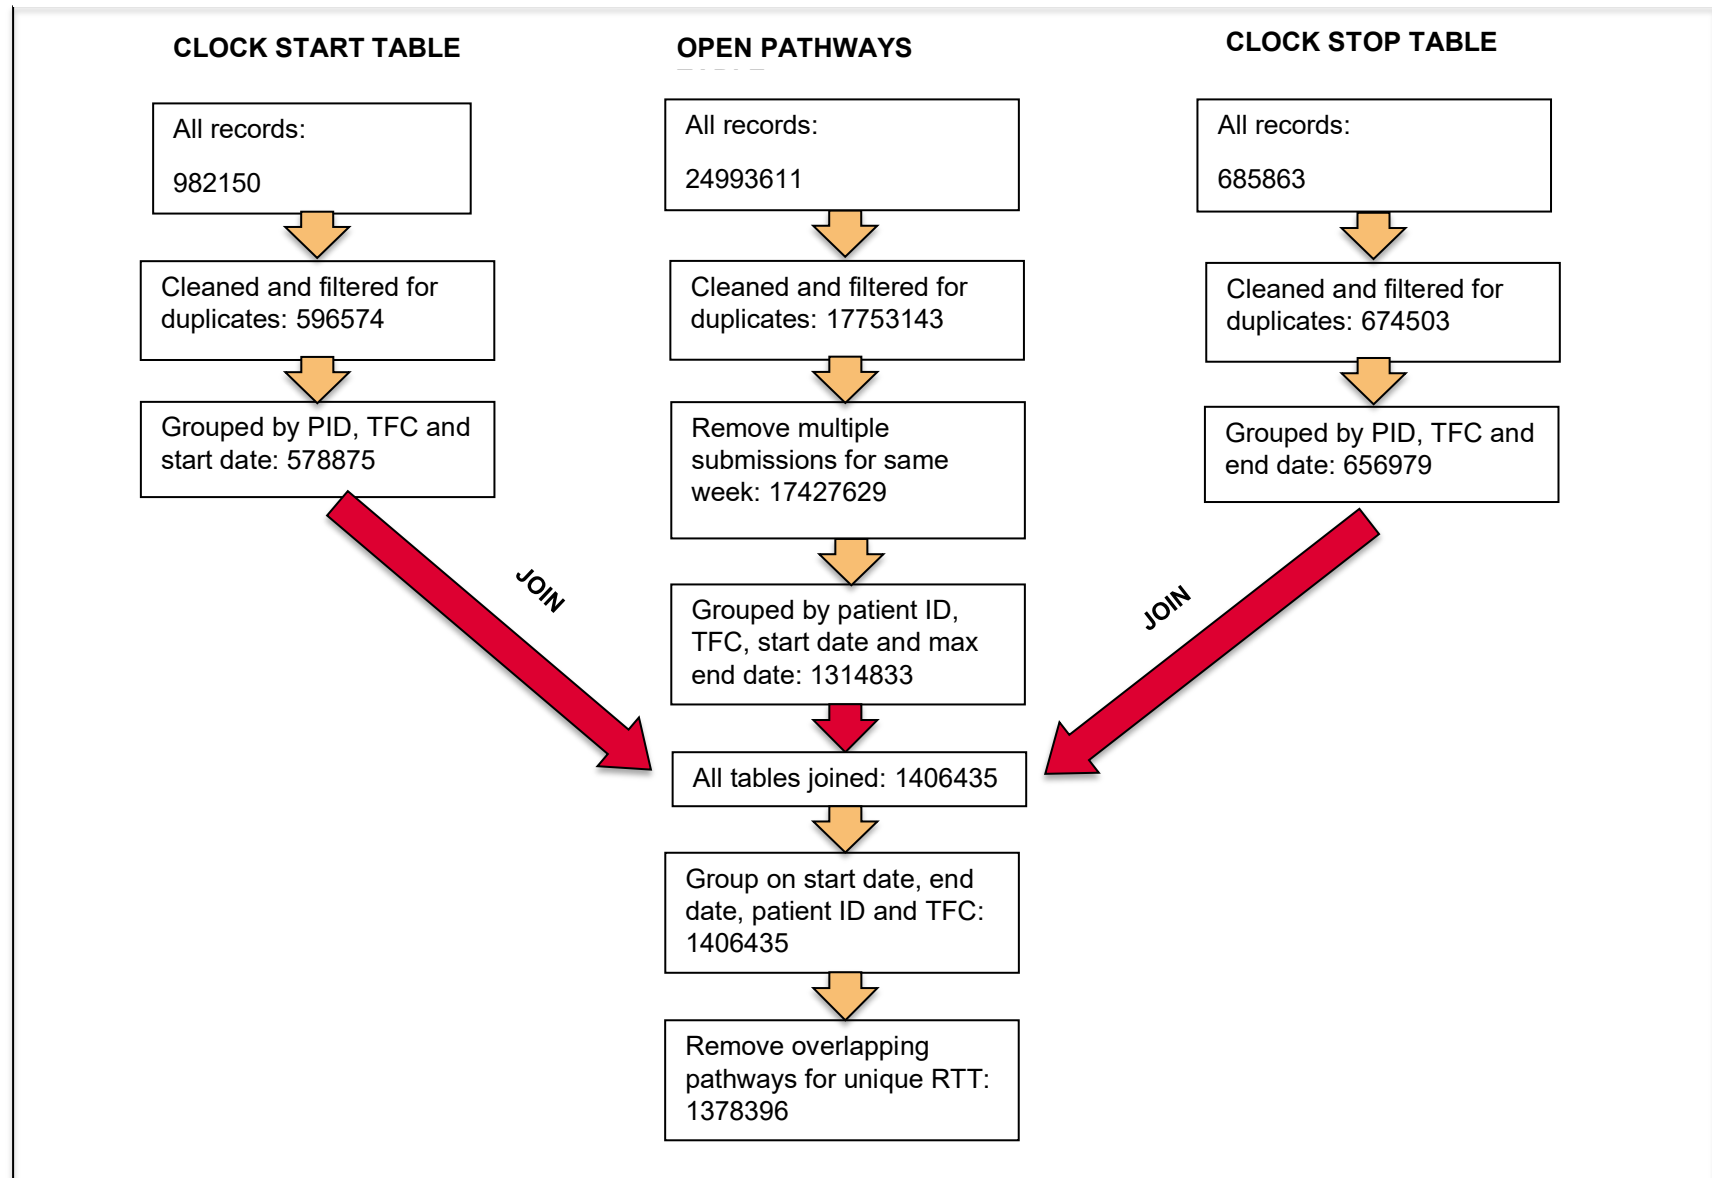 CLOCK START TABLE
OPEN PATHWAYS
CLOCK STOP TABLE
All records:
982150
All records:
24993611
All records:
685863
Cleaned and filtered for
duplicates: 596574
Cleaned and filtered for
duplicates: 17753143
Cleaned and filtered for
duplicates: 674503
Grouped by PID, TFC and
start date: 578875
Remove multiple
submissions for same
week: 17427629
Grouped by PID, TFC and
end date: 656979
JOIN
JOIN
Grouped by patient ID,
TFC, start date and max
end date: 1314833
All tables joined: 1406435
Group on start date, end
date, patient ID and TFC:
1406435
Remove overlapping
pathways for unique RTT:
1378396